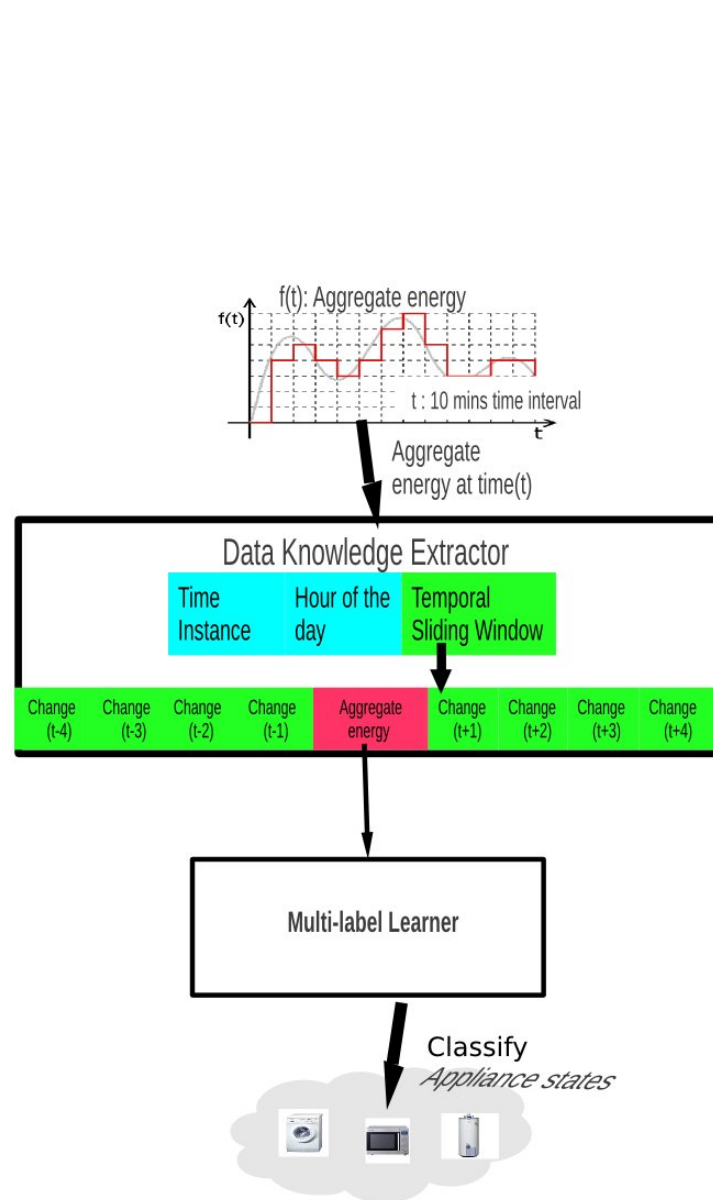 f(t): Aggregate energy
f(t)
t : 10 mins time interval
t
Aggregate
energy at time(t)
Data Knowledge Extractor
Time
Instance
Hour of the
day
Temporal
Sliding Window
Change
(t-4)
Change
(t-3)
Change
(t-2)
Change
(t-1)
Aggregate
energy
Change
(t+1)
Change
(t+2)
Change
(t+3)
Change
(t+4)
Multi-label Learner
Classify
Appliance states